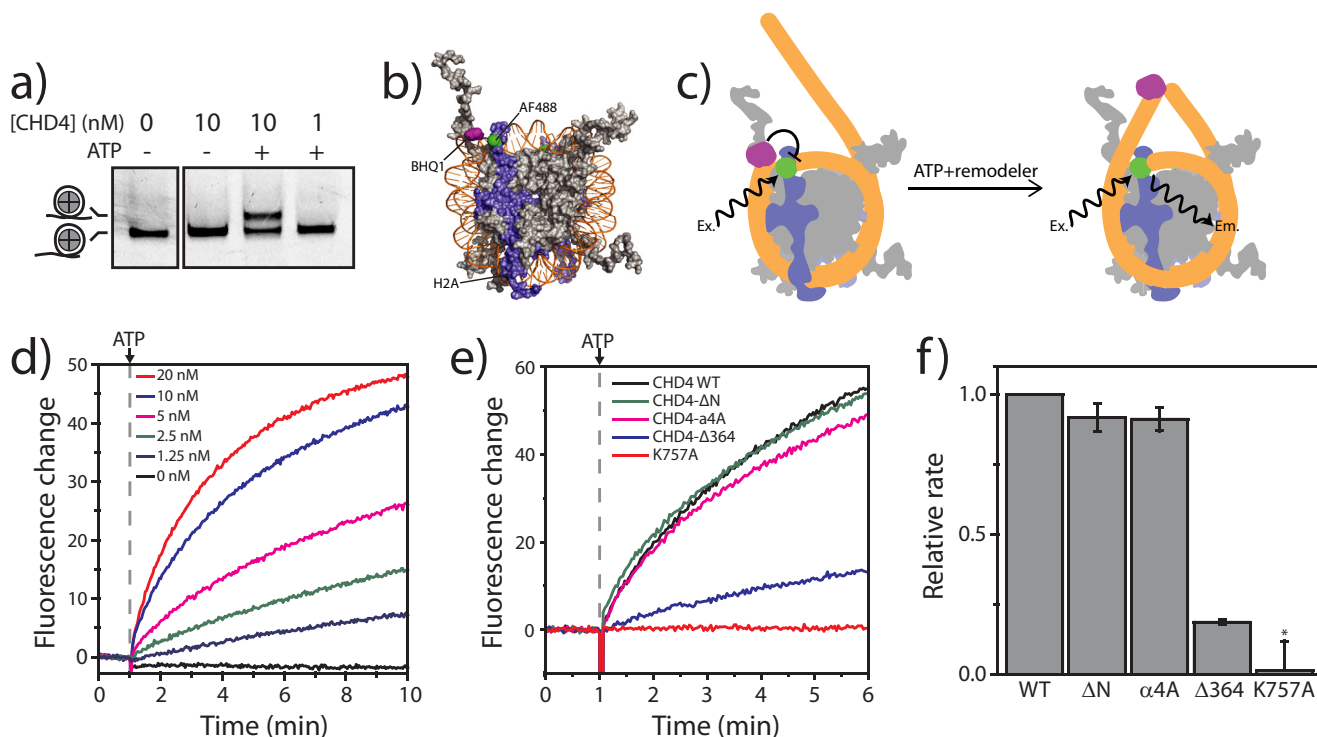 a)
[CHD4] (nM) 0 10 10 1
ATP - - + +
b)
AF488
BHQ1
H2A
c)
Ex.
ATP+remodeler
Ex.
Em.
d)
ATP
Fluorescence change
50
40
30
20
10
0
20 nM
10 nM
5 nM
2.5 nM
1.25 nM
0 nM
0 2 4 6 8 10
Time (min)
e)
ATP
Fluorescence change
60
40
20
0
CHD4 WT
CHD4-ΔN
CHD4-a4A
CHD4-Δ364
K757A
0 1 2 3 4 5 6
Time (min)
f)
Relative rate
1.0
0.5
0.0
*
WT ΔN α4A Δ364 K757A